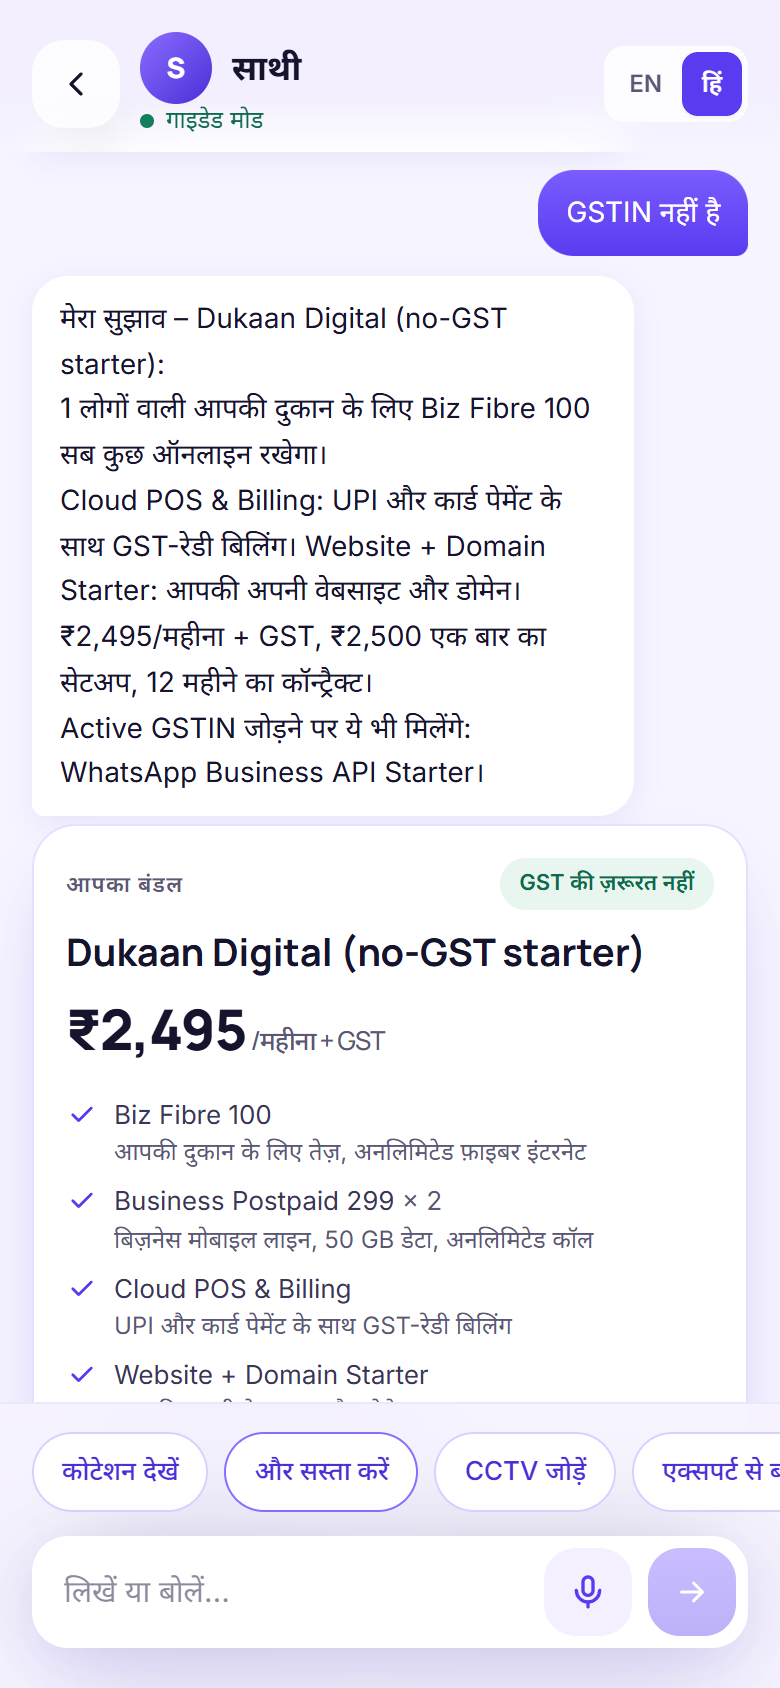 S
साथी
EN
हिं
गाइडेड मोड
GSTIN नहीं है
मेरा सुझाव – Dukaan Digital (no-GST
starter):
1 लोगों वाली आपकी दुकान के लिए Biz Fibre 100
सब कुछ ऑनलाइन रखेगा।
Cloud POS & Billing: UPI और कार्ड पेमेंट के
साथ GST-रेडी बिलिंग। Website + Domain
Starter: आपकी अपनी वेबसाइट और डोमेन।
₹2,495/महीना + GST, ₹2,500 एक बार का
सेटअप, 12 महीने का कॉन्ट्रैक्ट।
Active GSTIN जोड़ने पर ये भी मिलेंगे:
WhatsApp Business API Starter।
आपका बंडल
GST की ज़रूरत नहीं
Dukaan Digital (no-GST starter)
₹2,495 /महीना + GST
Biz Fibre 100
आपकी दुकान के लिए तेज़, अनलिमिटेड फ़ाइबर इंटरनेट
Business Postpaid 299 × 2
बिज़नेस मोबाइल लाइन, 50 GB डेटा, अनलिमिटेड कॉल
Cloud POS & Billing
UPI और कार्ड पेमेंट के साथ GST-रेडी बिलिंग
Website + Domain Starter
कोटेशन देखें
और सस्ता करें
CCTV जोड़ें
एक्सपर्ट से
लिखें या बोलें...